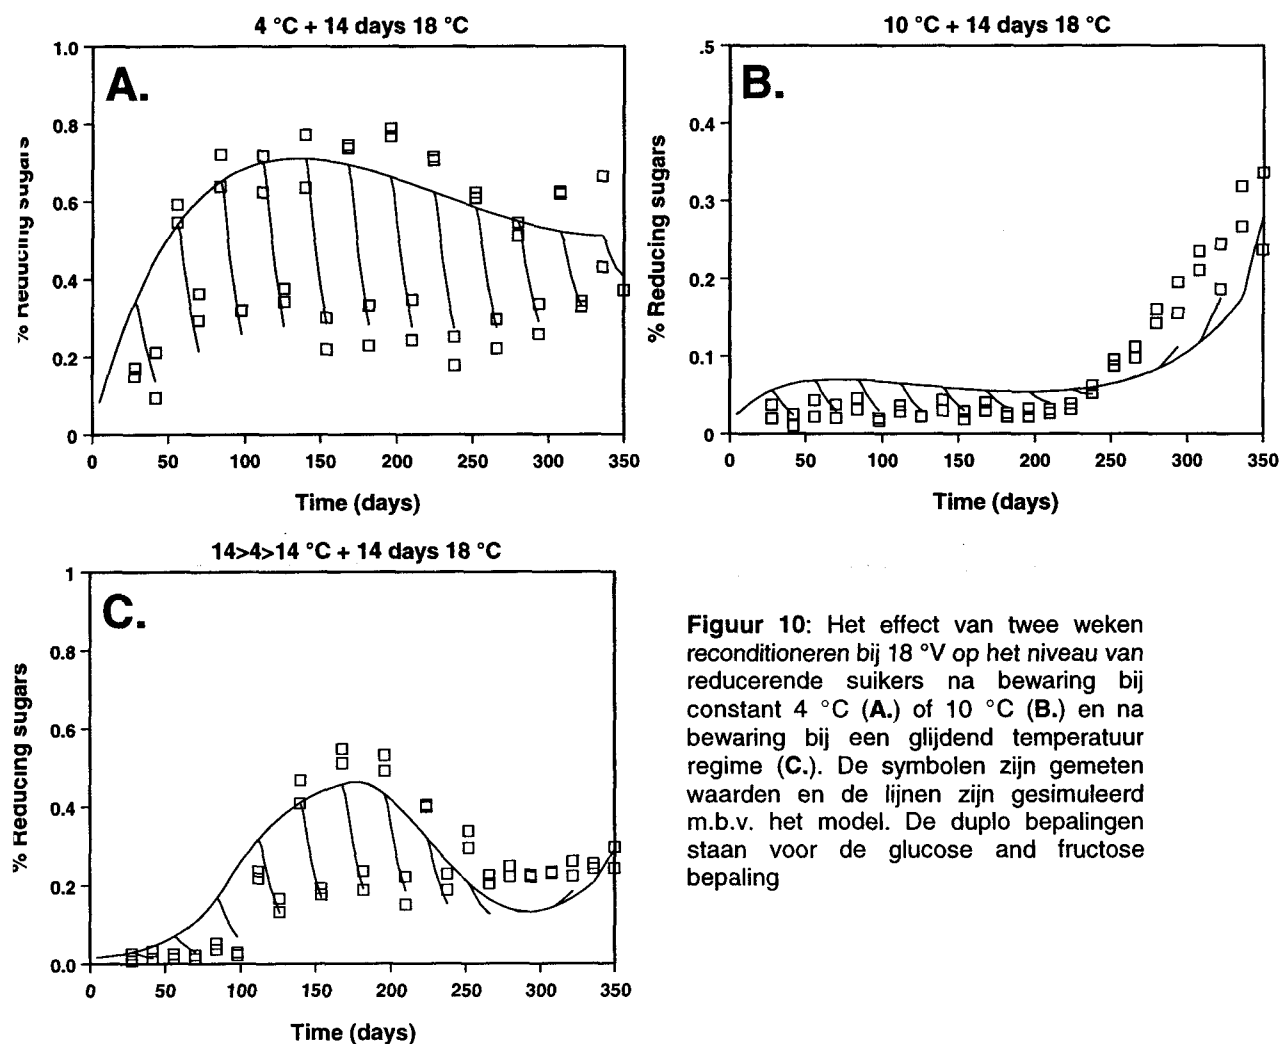 4 °C + 14 days 18 °C
A.
1.0
0.8
0.6
0.4
0.2
0
% Reducing sugars
0 50 100 150 200 250 300 350
Time (days)
10 °C + 14 days 18 °C
B.
.5
0.3
0.2
0.1
0
% Reducing sugars
0 50 100 150 200 250 300 350
Time (days)
14>4>14 °C + 14 days 18 °C
C.
1
0.8
0.6
0.4
0.2
0.0
% Reducing sugars
0 50 100 150 200 250 300 350
Time (days)
Figuur 10: Het effect van twee weken
reconditioneren bij 18 °V op het niveau van
reducerende suikers na bewaring bij
constant 4 °C (A.) of 10 °C (B.) en na
bewaring bij een glijdend temperatuur
regime (C.). De symbolen zijn gemeten
waarden en de lijnen zijn gesimuleerd
m.b.v. het model. De duplo bepalingen
staan voor de glucose and fructose
bepaling